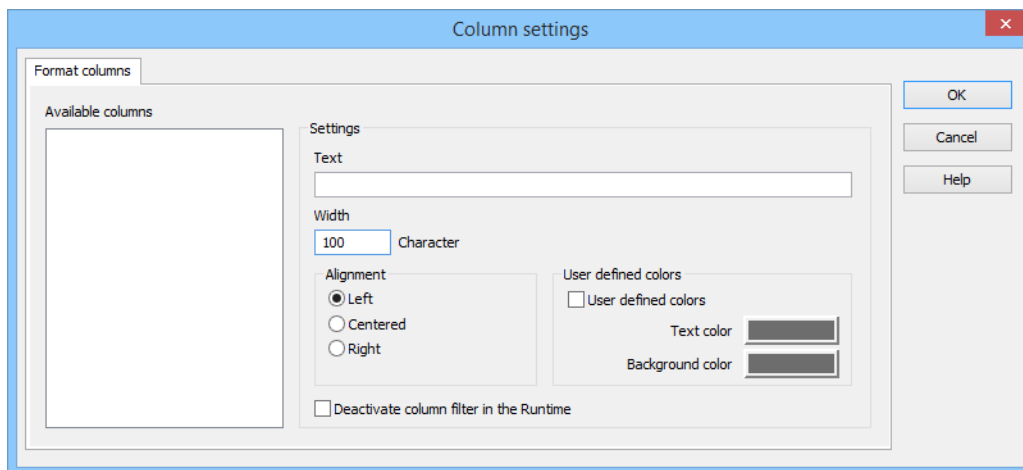 Column settings
Format columns
Available columns
Settings
Text
Width
100 Character
Alignment
Left
Centered
Right
User defined colors
User defined colors
Text color
Background color
Deactivate column filter in the Runtime
OK
Cancel
Help